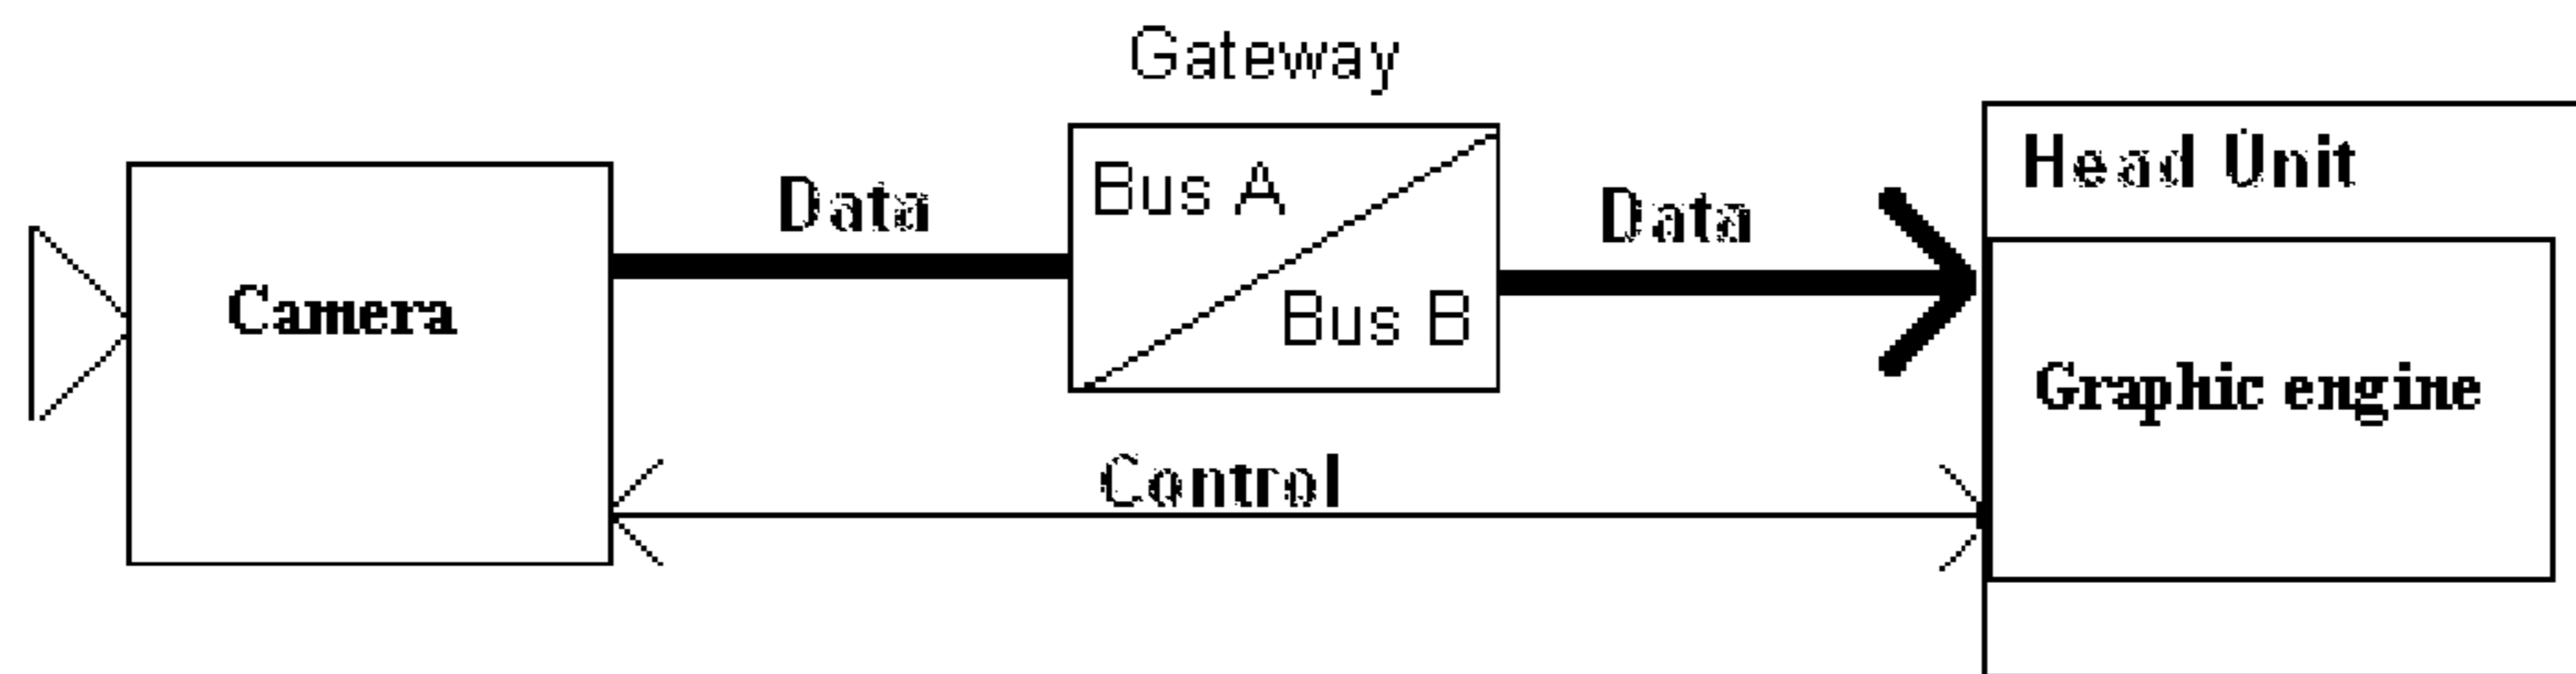 Gateway
Bus A
Bus B
Data
Data
Head Unit
Camera
Graphic engine
Control